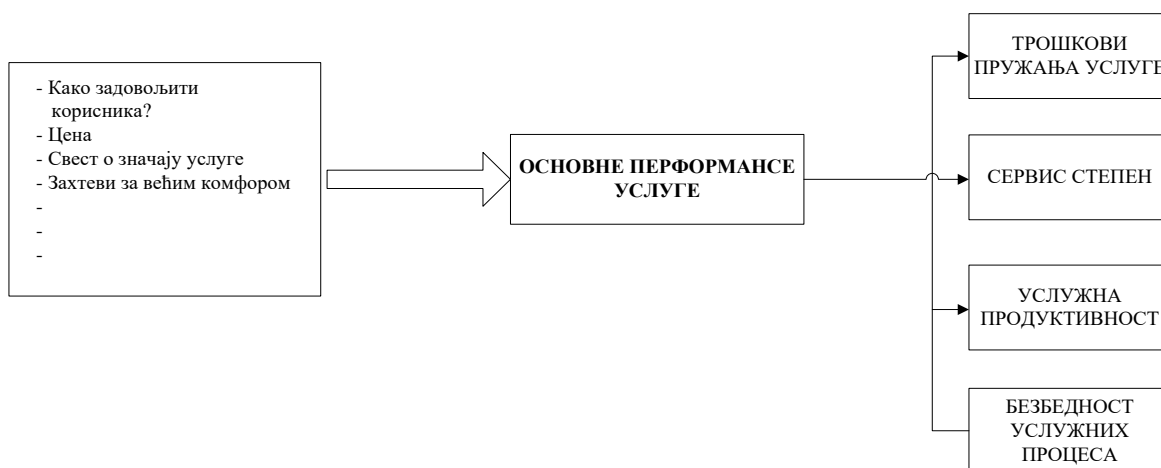 - Како задовољити
корисника?
- Цена
- Свест о значају услуге
- Захтеви за већим комфором
-
-
-
ОСНОВНЕ ПЕРФОРМАНСЕ
УСЛУГЕ
ТРОШКОВИ
ПРУЖАЊА УСЛУГЕ
СЕРВИС СТЕПЕН
УСЛУЖНА
ПРОДУКТИВНОСТ
БЕЗБЕДНОСТ
УСЛУЖНИХ
ПРОЦЕСА